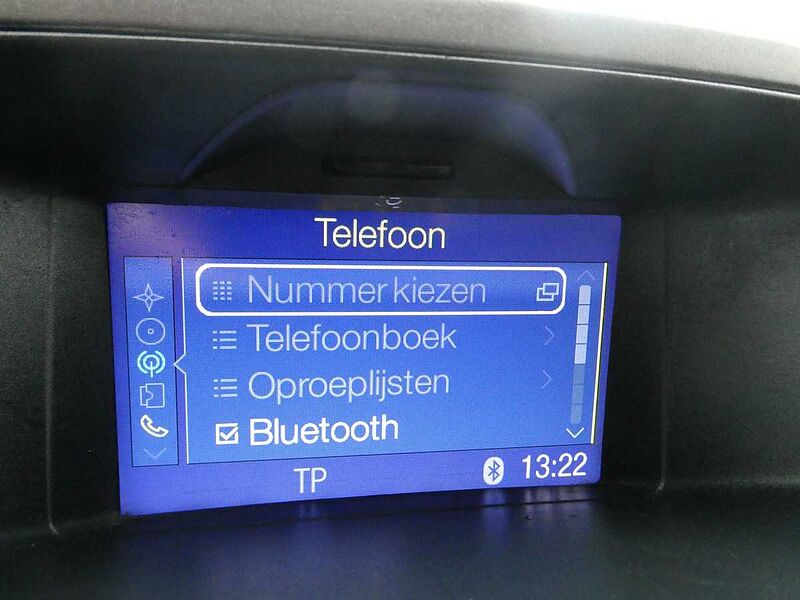 Telefoon
Nummer kiezen
Telefoonboek
Oproeplijsten
Bluetooth
TP 13:22